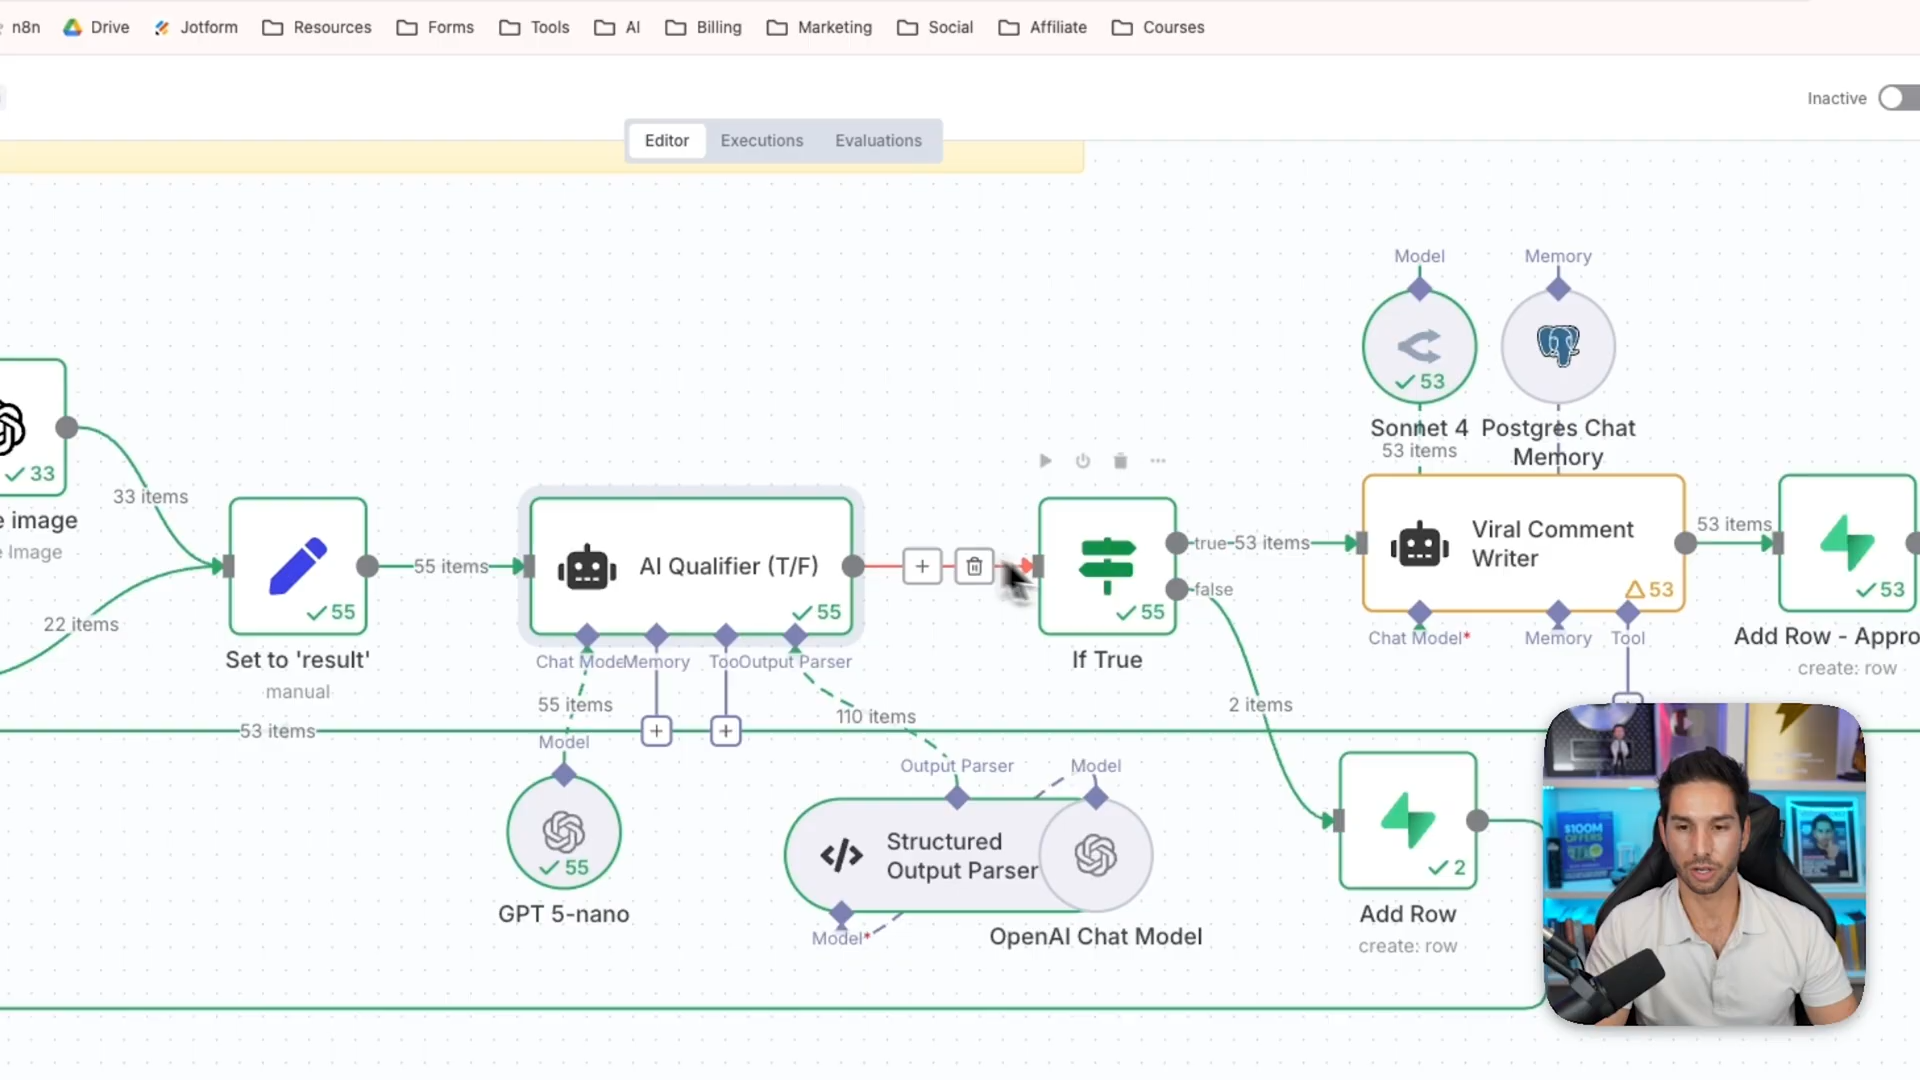 n8n
Drive
Jotform
Resources
Forms
Tools
AI
Billing
Marketing
Social
Affiliate
Courses
Inactive
Editor
Executions
Evaluations
Model
Memory
53
Sonnet 4
53 items
Postgres Chat
Memory
33
33 items
e image
e Image
22 items
55
Set to 'result'
manual
55 items
AI Qualifier (T/F)
55
Chat Mode
Memory
Too
Output Parser
55
If True
true
53 items
false
Viral Comment
Writer
53
Chat Model*
Memory
Tool
53 items
53
Add Row - Appro
create: row
53 items
55 items
Model
55
GPT 5-nano
110 items
Output Parser
Model
Structured
Output Parser
Model*
OpenAI Chat Model
2 items
2
Add Row
create: row
$100M
OFFERS